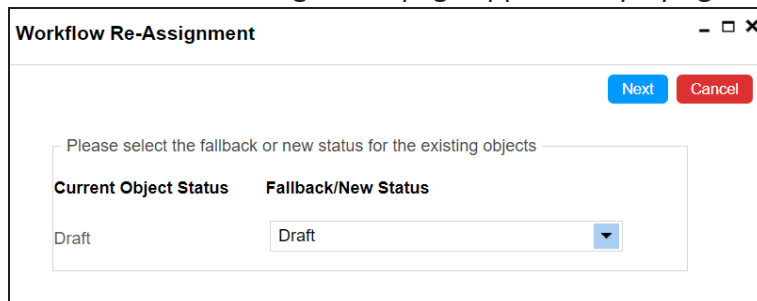 Workflow Re-Assignment
Next Cancel
Please select the fallback or new status for the existing objects
Current Object Status Fallback/New Status
Draft Draft